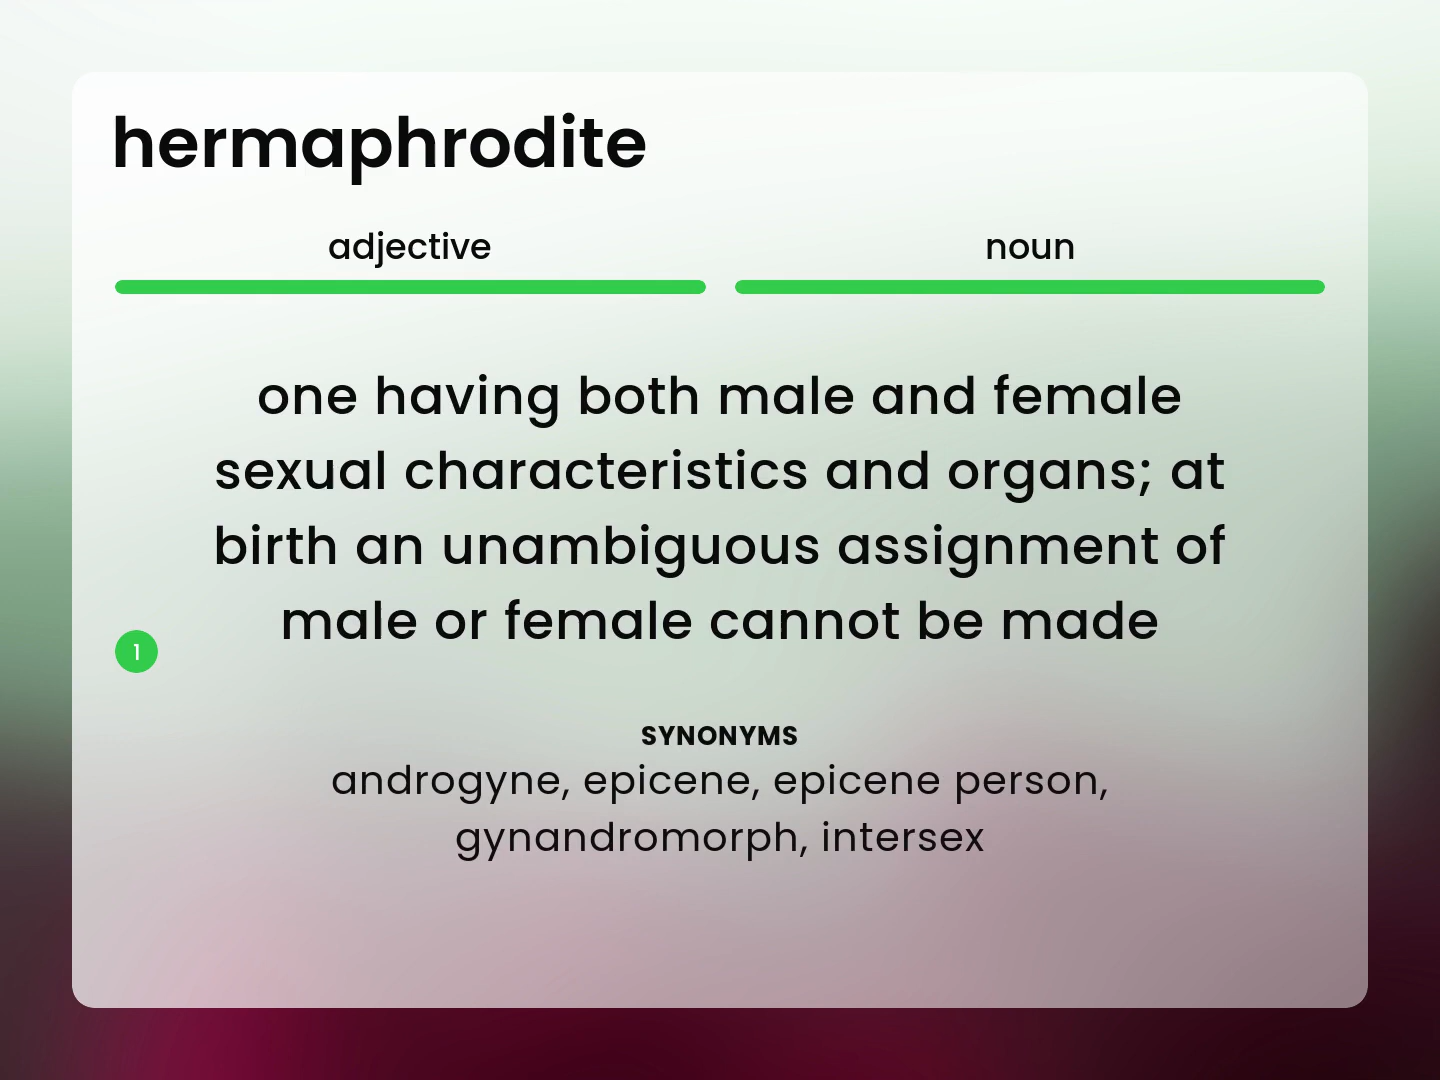 hermaphrodite
adjective
noun
one having both male and female
sexual characteristics and organs; at
birth an unambiguous assignment of
male or female cannot be made
1
SYNONYMS
androgyne, epicene, epicene person,
gynandromorph, intersex